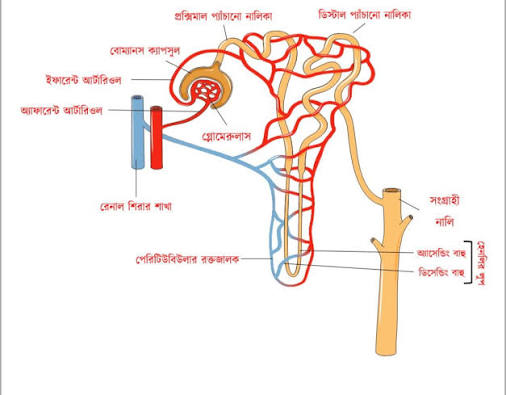 প্রক্সিমাল প্যাঁচানো নালিকা
ডিস্টাল প্যাঁচানো নালিকা
বোম্যানস ক্যাপসুল
ইফারেন্ট আর্টারিওল
অ্যাফারেন্ট আর্টারিওল
গ্লোমেরুলাস
রেনাল শিরার শাখা
সংগ্রাহী
নালি
পেরিটিউবিউলার রক্তজালক
অ্যাসেন্ডিং বাহু
ডিসেন্ডিং বাহু
হেনলির লুপ